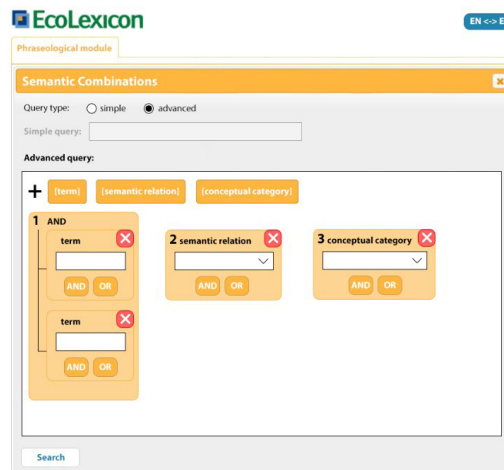 EcoLexicon
EN <-> E
Phraseological module
Semantic Combinations
Query type: simple advanced
Simple query:
Advanced query:
+ [term] [semantic relation] [conceptual category]
1 AND
term
AND OR
term
AND OR
2 semantic relation
AND OR
3 conceptual category
AND OR
Search